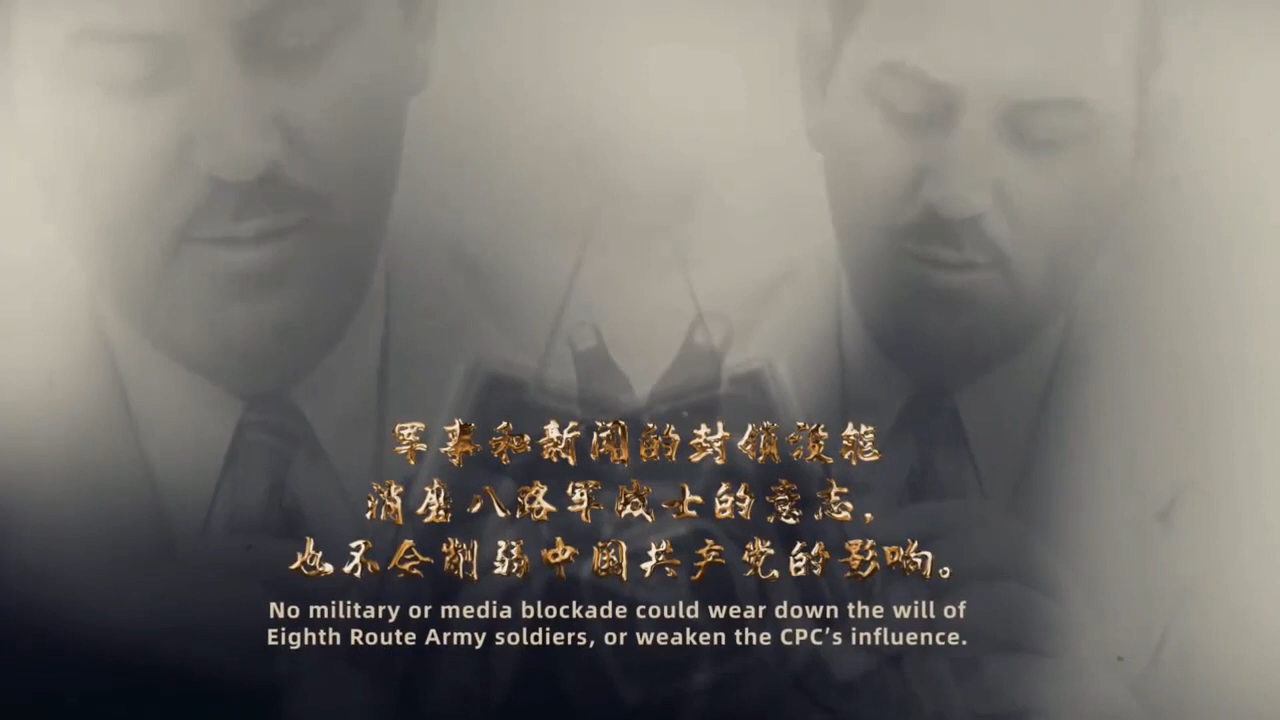 军事和新闻的封锁没能
消磨八路军战士的意志,
也不会削弱中国共产党的影响。
No military or media blockade could wear down the will of
Eighth Route Army soldiers, or weaken the CPC’s influence.